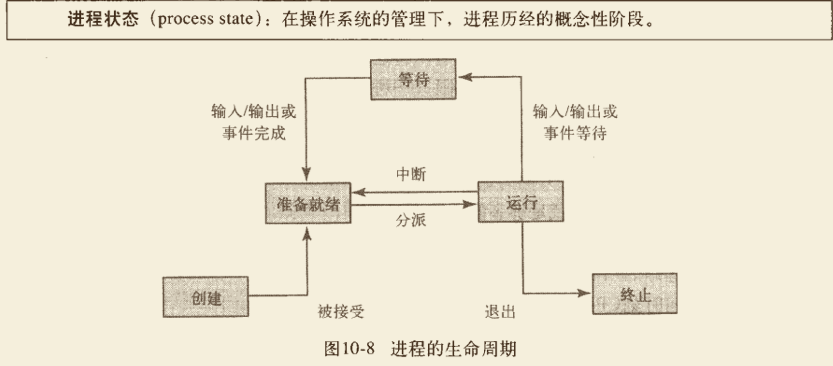 进程状态（process state）：在操作系统的管理下，进程历经的概念性阶段。
等待
输入/输出或
事件完成
输入/输出或
事件等待
中断
准备就绪
运行
分派
创建
终止
被接受
退出
图10-8 进程的生命周期